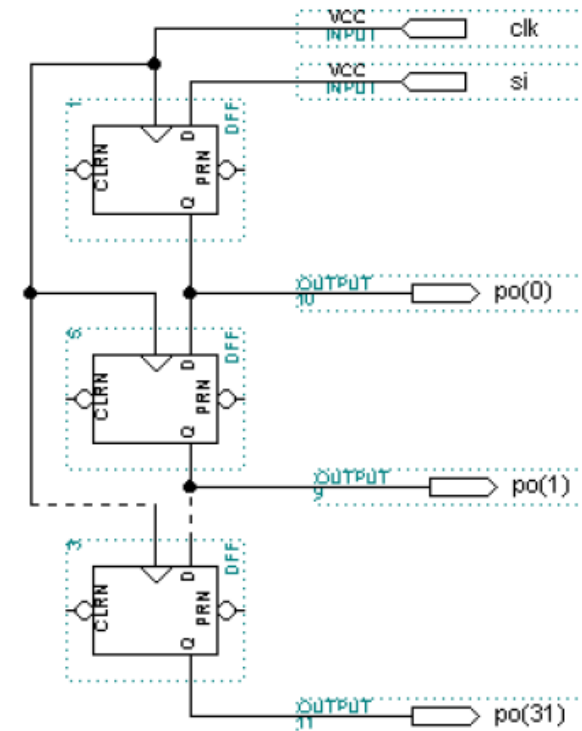 VCC
INPUT clk
VCC
INPUT si
1 DFF
CLRN D PRN
Q
OUTPUT
10 po(0)
5 DFF
CLRN D PRN
Q
OUTPUT
9 po(1)
3 DFF
CLRN D PRN
Q
OUTPUT
11 po(31)